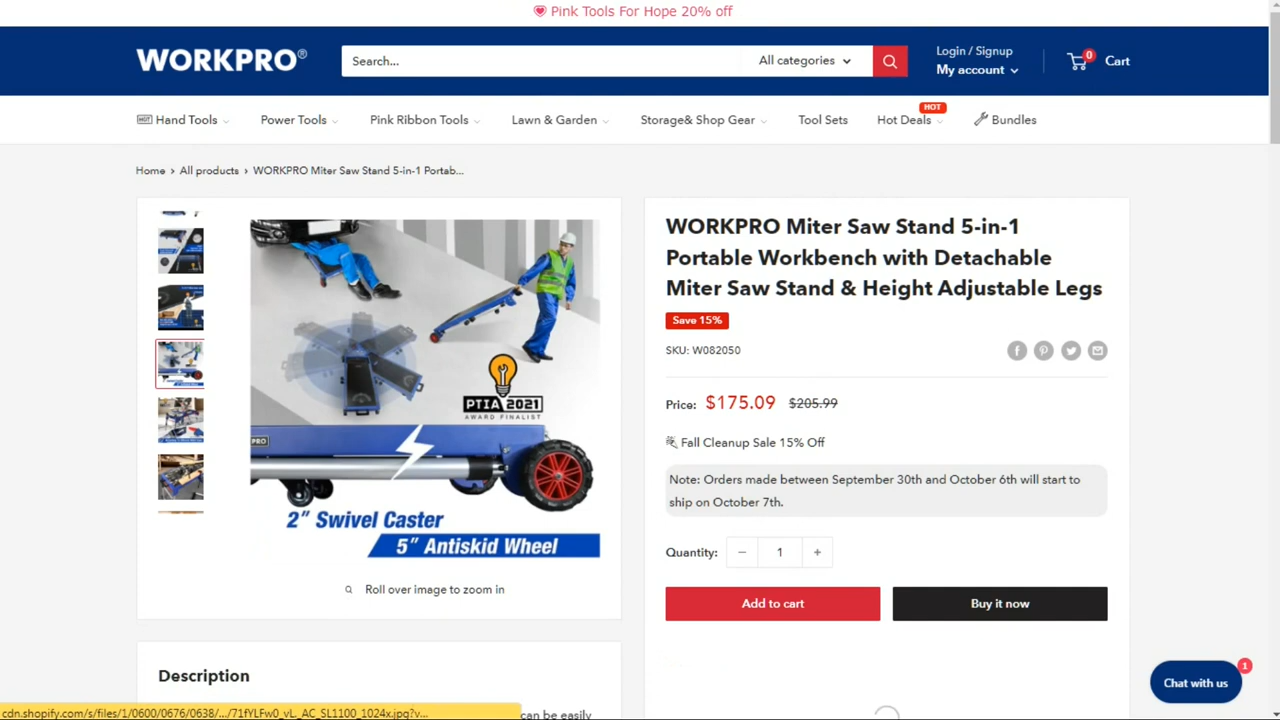 Pink Tools For Hope 20% off
WORKPRO®
Search...
All categories
Login / Signup
My account
0
Cart
HOT
Hand Tools
Power Tools
Pink Ribbon Tools
Lawn & Garden
Storage& Shop Gear
Tool Sets
Hot Deals
HOT
Bundles
Home › All products › WORKPRO Miter Saw Stand 5-in-1 Portab...
PTIA 2021
AWARD FINALIST
PRO
2” Swivel Caster
5” Antiskid Wheel
Roll over image to zoom in
WORKPRO Miter Saw Stand 5-in-1
Portable Workbench with Detachable
Miter Saw Stand & Height Adjustable Legs
Save 15%
SKU: W082050
Price: $175.09 $205.99
Fall Cleanup Sale 15% Off
Note: Orders made between September 30th and October 6th will start to
ship on October 7th.
Quantity: − 1 +
Add to cart
Buy it now
Description
can be easily
Chat with us
1
cdn.shopify.com/s/files/1/0600/0676/0638/.../71fYLFw0_vL._AC_SL1100_1024x.jpg?v...